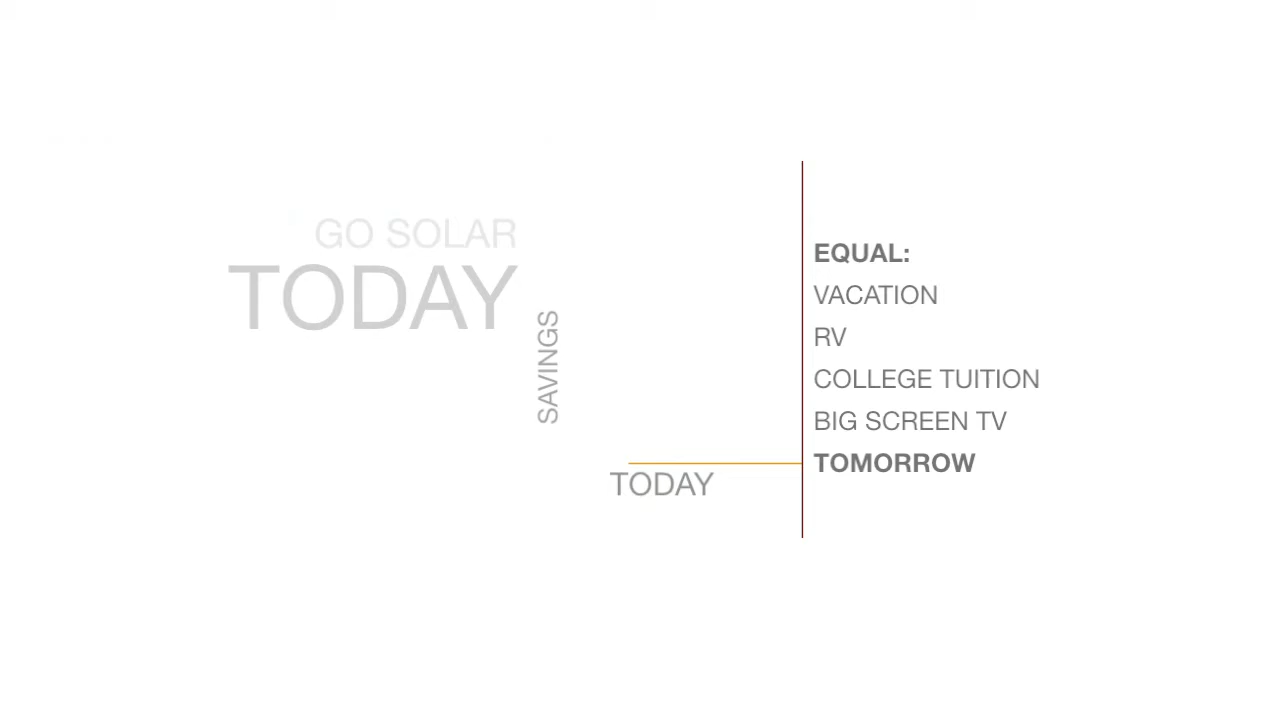 GO SOLAR
TODAY
SAVINGS
TODAY
EQUAL:
VACATION
RV
COLLEGE TUITION
BIG SCREEN TV
TOMORROW